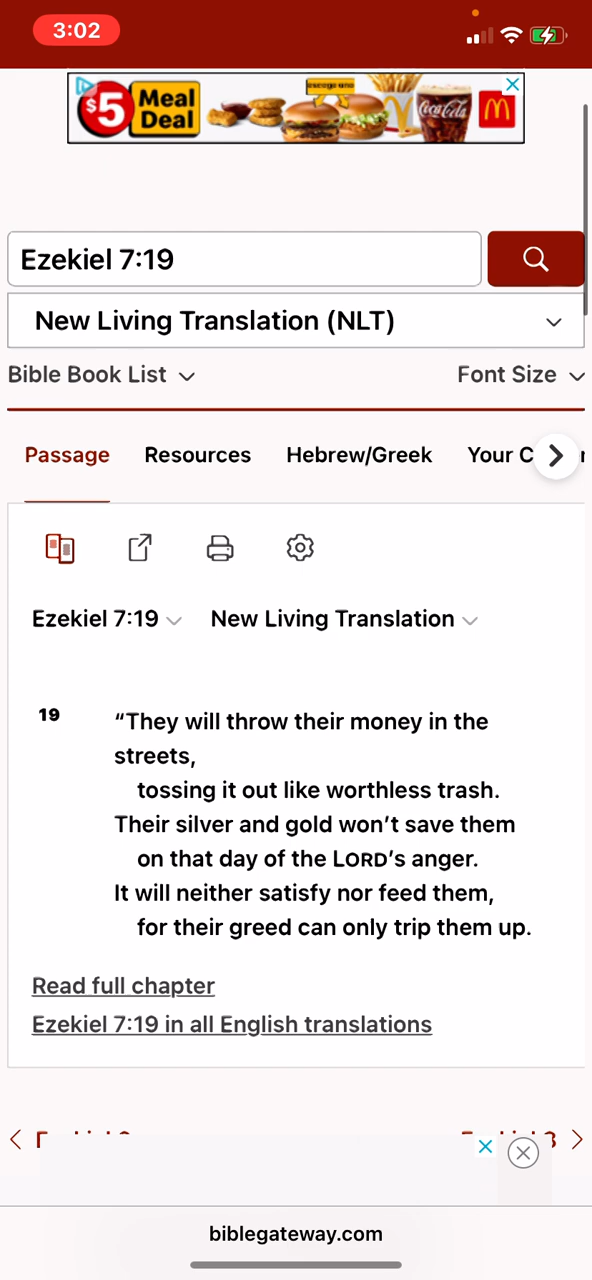 3:02
$5 Meal
Deal
escoge uno
Coca-Cola
Ezekiel 7:19
New Living Translation (NLT)
Bible Book List
Font Size
Passage
Resources
Hebrew/Greek
Your C
Ezekiel 7:19
New Living Translation
19
“They will throw their money in the
streets,
tossing it out like worthless trash.
Their silver and gold won’t save them
on that day of the LORD’s anger.
It will neither satisfy nor feed them,
for their greed can only trip them up.
Read full chapter
Ezekiel 7:19 in all English translations
biblegateway.com